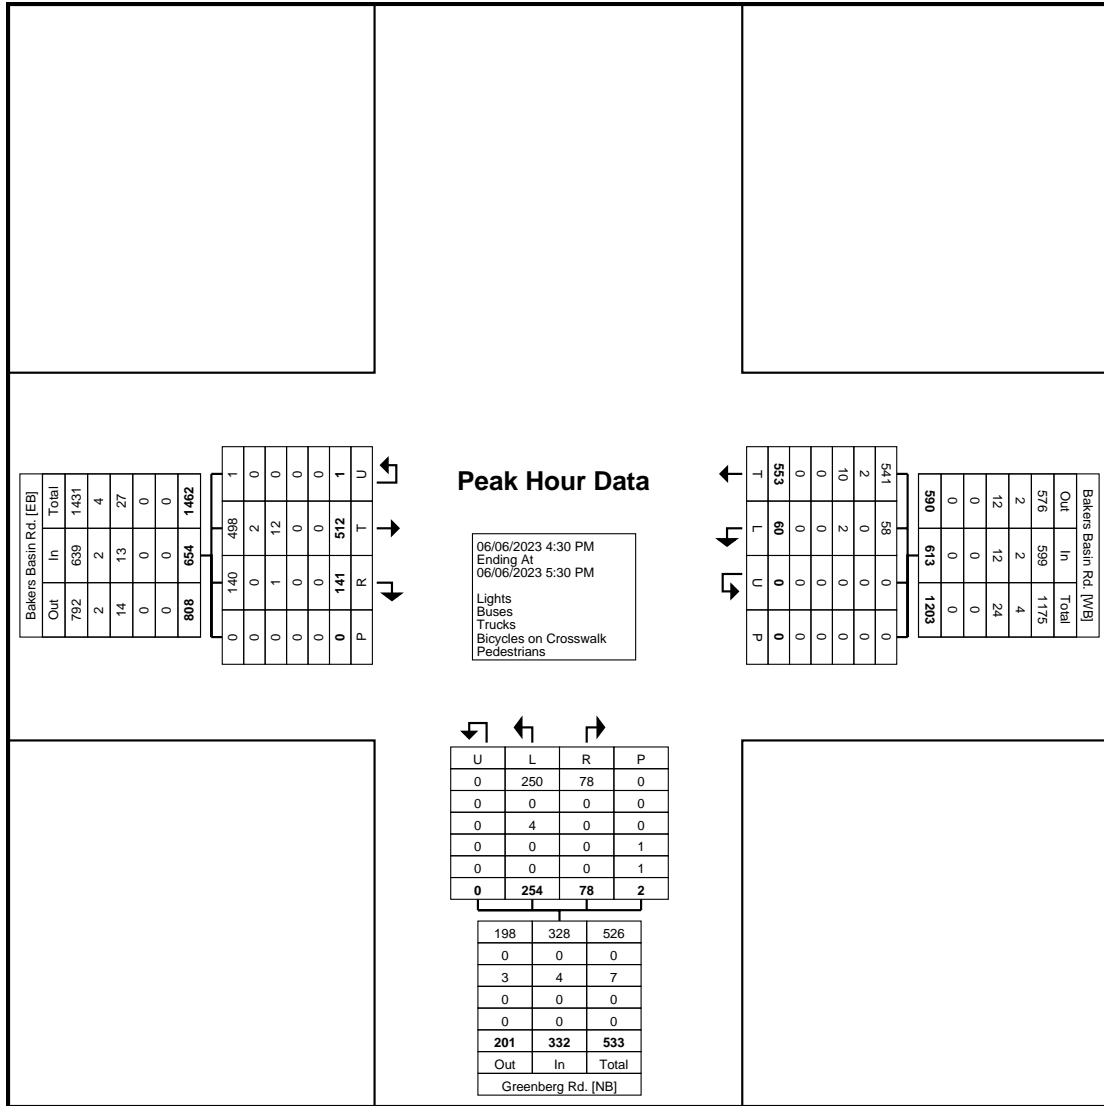 Peak Hour Data
06/06/2023 4:30 PM
Ending At
06/06/2023 5:30 PM
Lights
Buses
Trucks
Bicycles on Crosswalk
Pedestrians
Bakers Basin Rd. [EB]
Total 1431 4 27 0 0 1462
In 639 2 13 0 0 654
Out 792 2 14 0 0 808
1 0 0 0 0 1 U
498 2 12 0 0 512 T
140 0 1 0 0 141 R
0 0 0 0 0 0 P
Bakers Basin Rd. [WB]
Out 576 2 12 0 0 590
In 599 2 12 0 0 613
Total 1175 4 24 0 0 1203
541 2 10 0 0 553 T
58 0 2 0 0 60 L
0 0 0 0 0 0 U
0 0 0 0 0 0 P
U L R P
0 250 78 0
0 0 0 0
0 4 0 0
0 0 0 1
0 0 0 1
0 254 78 2
198 328 526
0 0 0
3 4 7
0 0 0
0 0 0
201 332 533
Out In Total
Greenberg Rd. [NB]